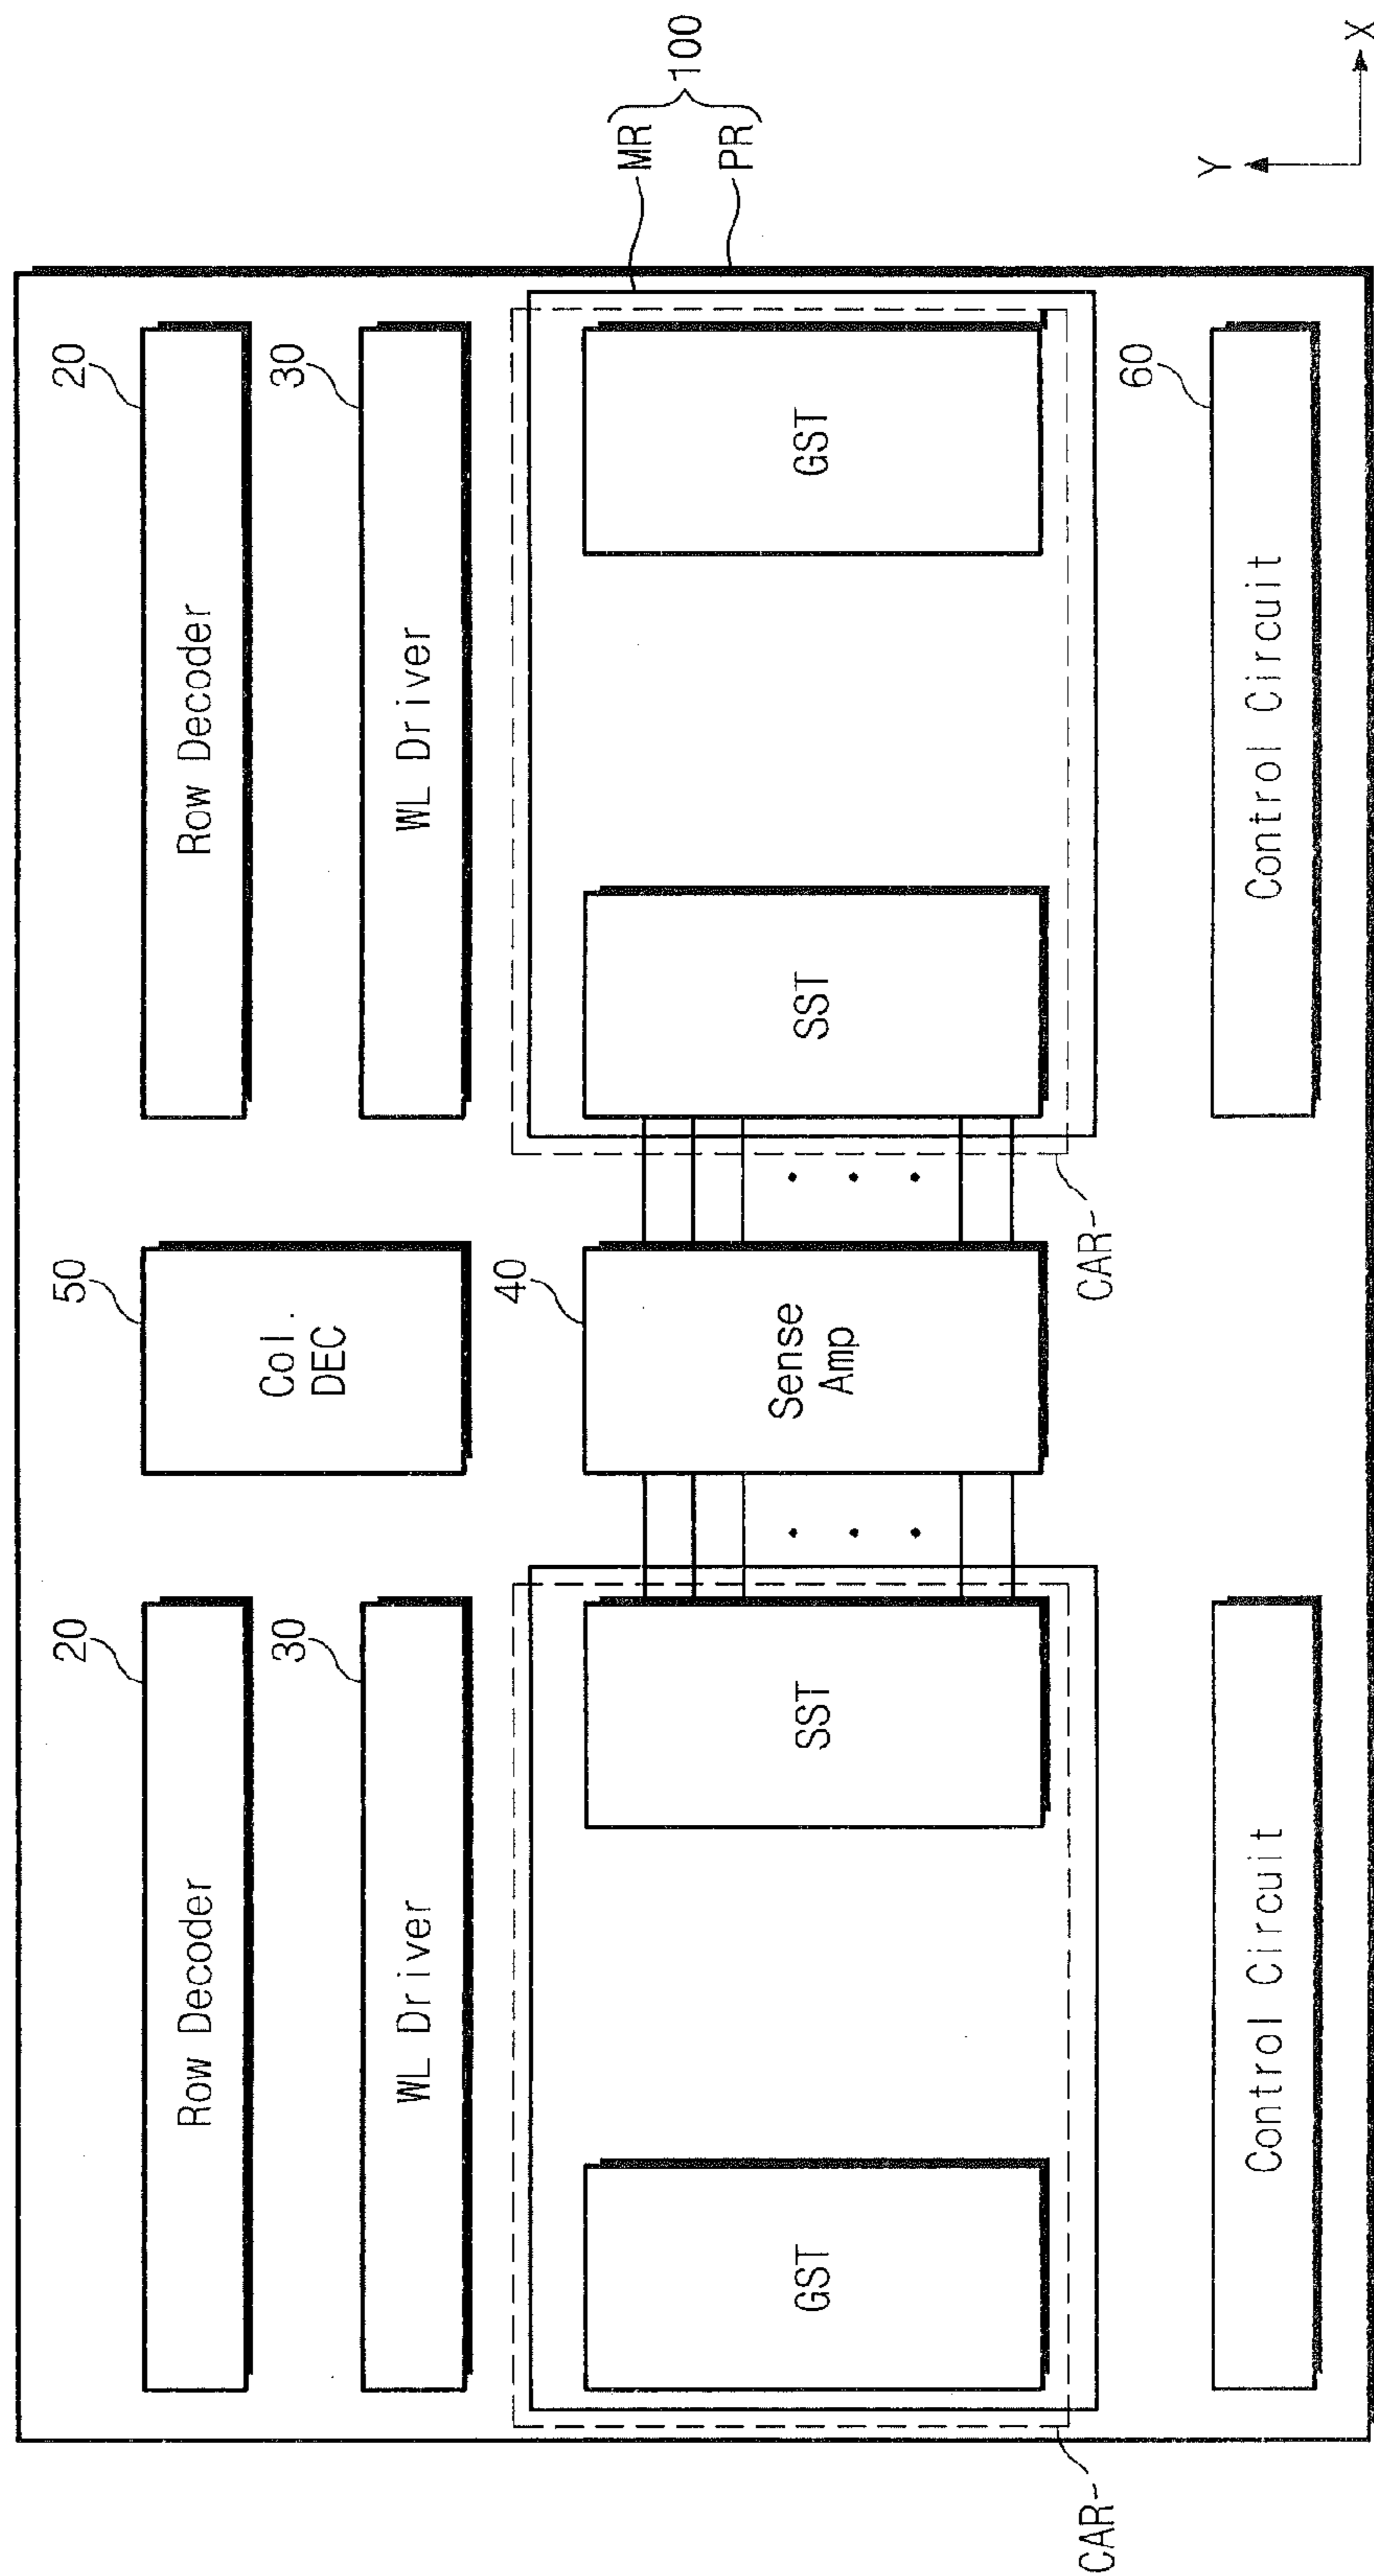 20
50
20
Row Decoder
Col.
DEC
Row Decoder
30
30
WL Driver
WL Driver
40
MR
PR
100
GST
SST
Sense
Amp
SST
GST
CAR
CAR
60
Control Circuit
Control Circuit
Y
X